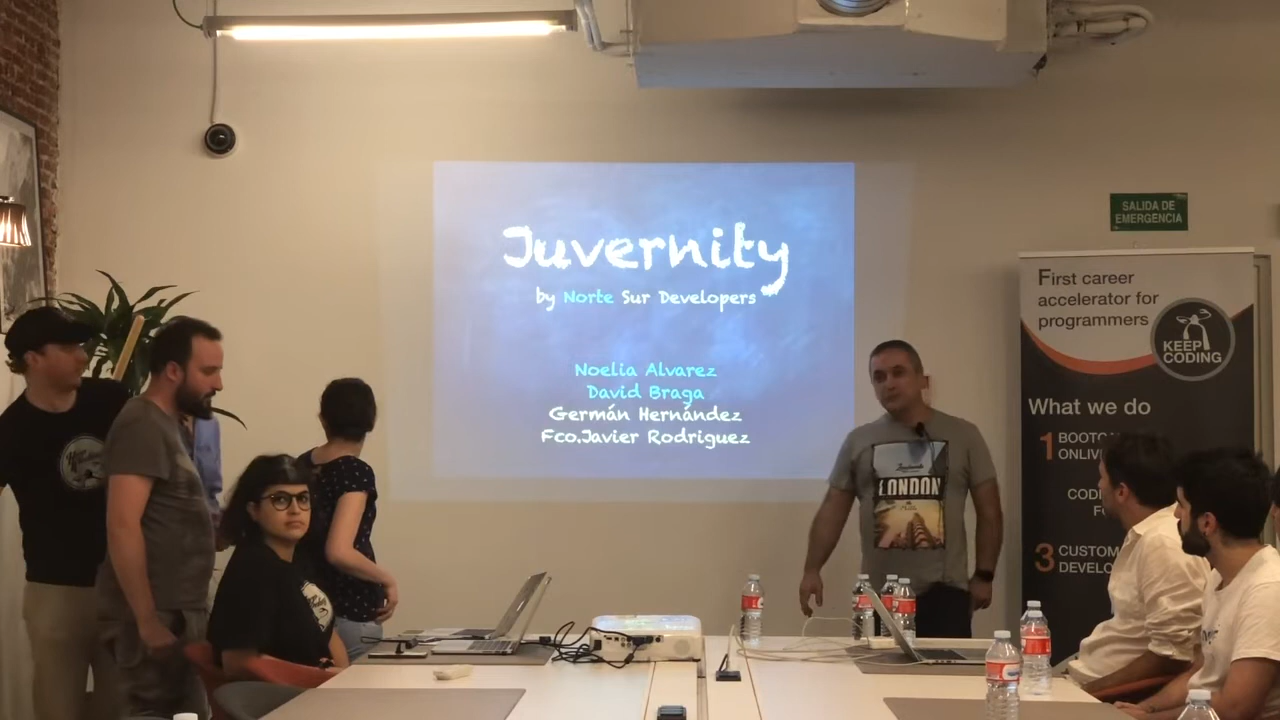 Juvernity
by Norte Sur Developers
Noelia Alvarez
David Braga
Germán Hernández
Fco.Javier Rodriguez
SALIDA DE
EMERGENCIA
First career
accelerator for
programmers
KEEP
CODING
What we do
1
3
CUSTOM
LONDON